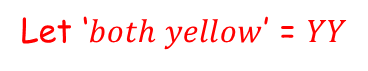 Let 'both yellow' = YY